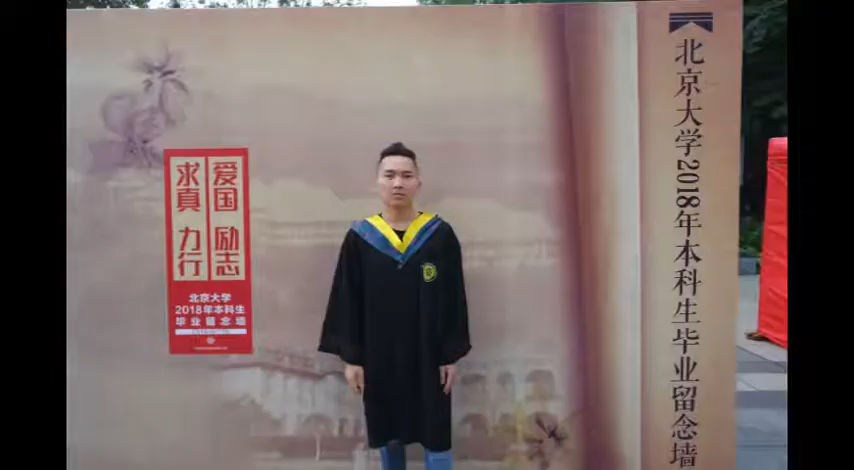 爱国 励志
求真 力行
北京大学
2018年本科生
毕业留念墙
北京大学2018年本科生毕业留念墙